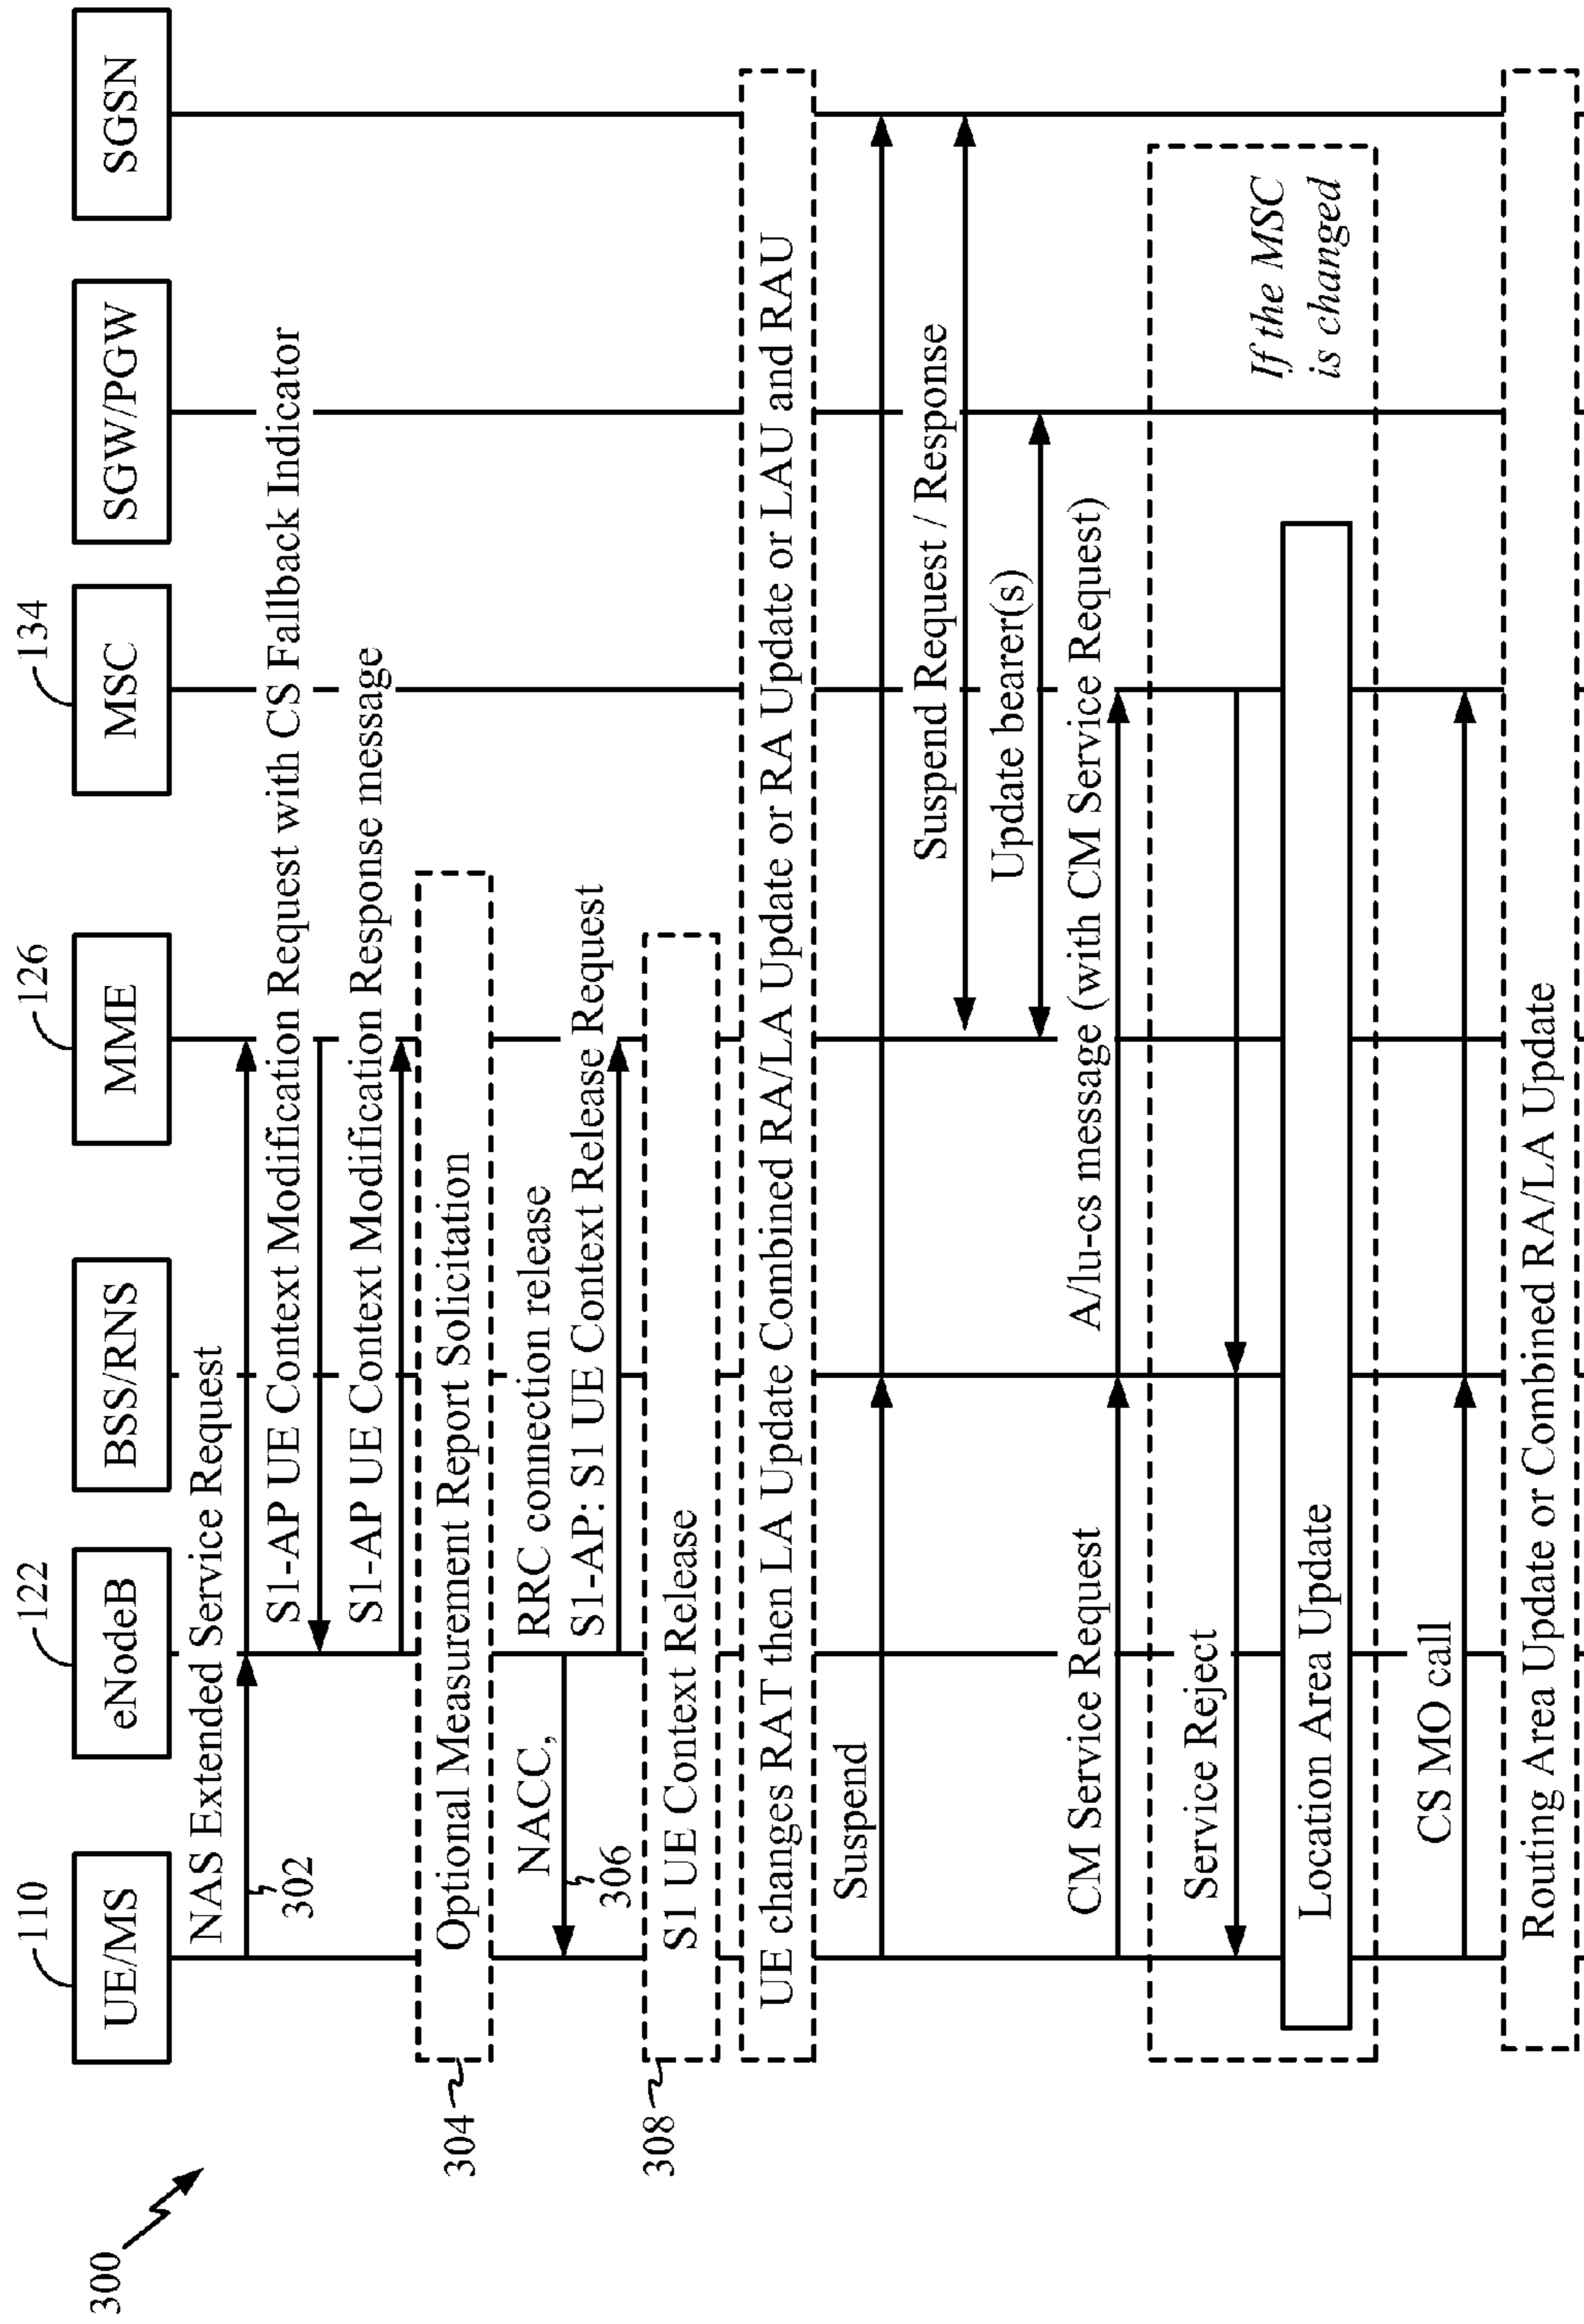 300
110
122
126
134
UE/MS
eNodeB
BSS/RNS
MME
MSC
SGW/PGW
SGSN
NAS Extended Service Request
302
S1-AP UE Context Modification Request with CS Fallback Indicator
S1-AP UE Context Modification Response message
304
Optional Measurement Report Solicitation
NACC,
RRC connection release
306
S1-AP: S1 UE Context Release Request
308
S1 UE Context Release
UE changes RAT then LA Update Combined RA/LA Update or RA Update or LAU and RAU
Suspend
Suspend Request / Response
Update bearer(s)
CM Service Request
A/lu-cs message (with CM Service Request)
Service Reject
If the MSC
is changed
Location Area Update
CS MO call
Routing Area Update or Combined RA/LA Update